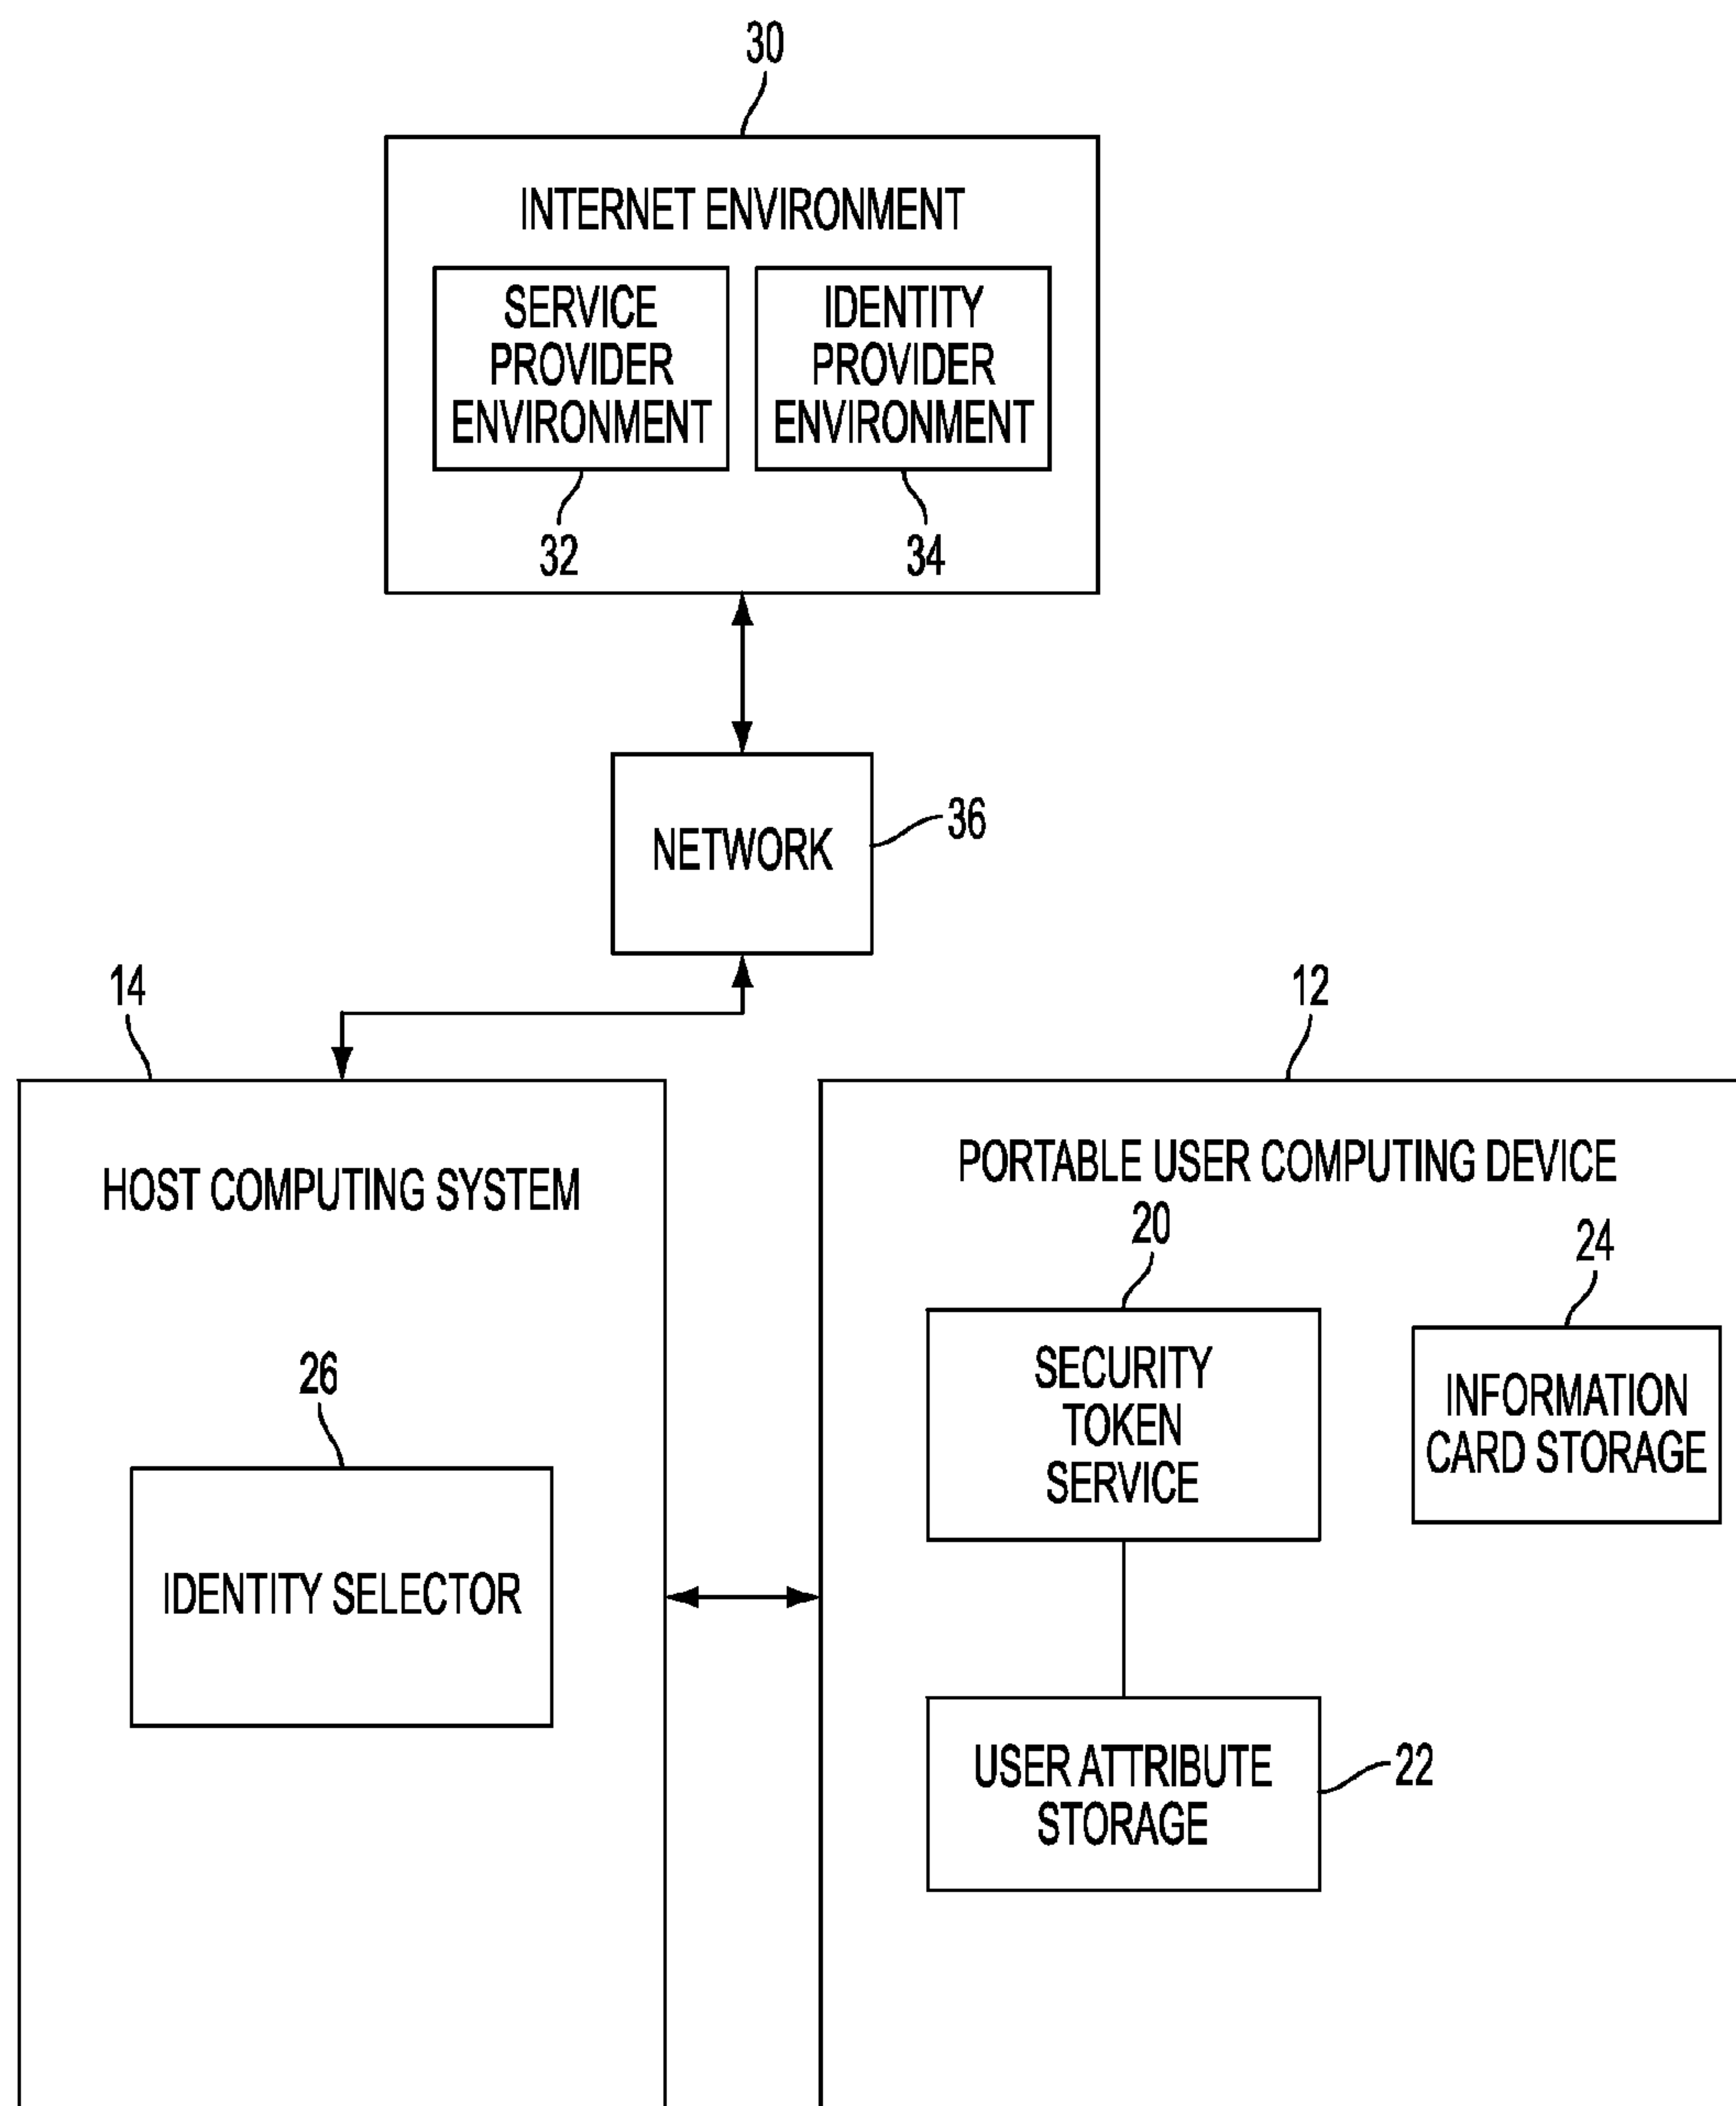 30
INTERNET ENVIRONMENT
SERVICE
PROVIDER
ENVIRONMENT
IDENTITY
PROVIDER
ENVIRONMENT
32
34
NETWORK
36
14
12
HOST COMPUTING SYSTEM
PORTABLE USER COMPUTING DEVICE
20
24
SECURITY
TOKEN
SERVICE
INFORMATION
CARD STORAGE
26
IDENTITY SELECTOR
USER ATTRIBUTE
STORAGE
22